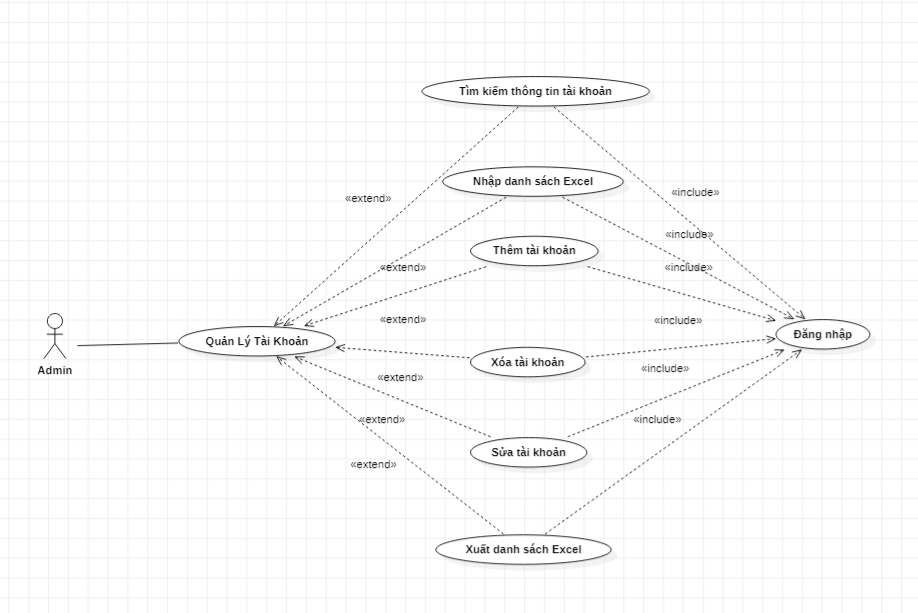 Tìm kiếm thông tin tài khoản
Nhập danh sách Excel
«extend»
«include»
«include»
Thêm tài khoản
«extend»
«include»
«extend»
«include»
Admin
Quản Lý Tài Khoản
Đăng nhập
Xóa tài khoản
«extend»
«include»
«extend»
«include»
Sửa tài khoản
«extend»
Xuất danh sách Excel